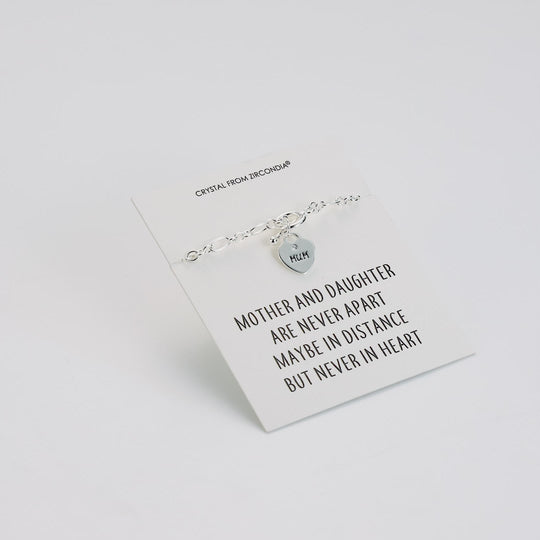 CRYSTAL FROM ZIRCONDIA®
MUM
MOTHER AND DAUGHTER
ARE NEVER APART
MAYBE IN DISTANCE
BUT NEVER IN HEART